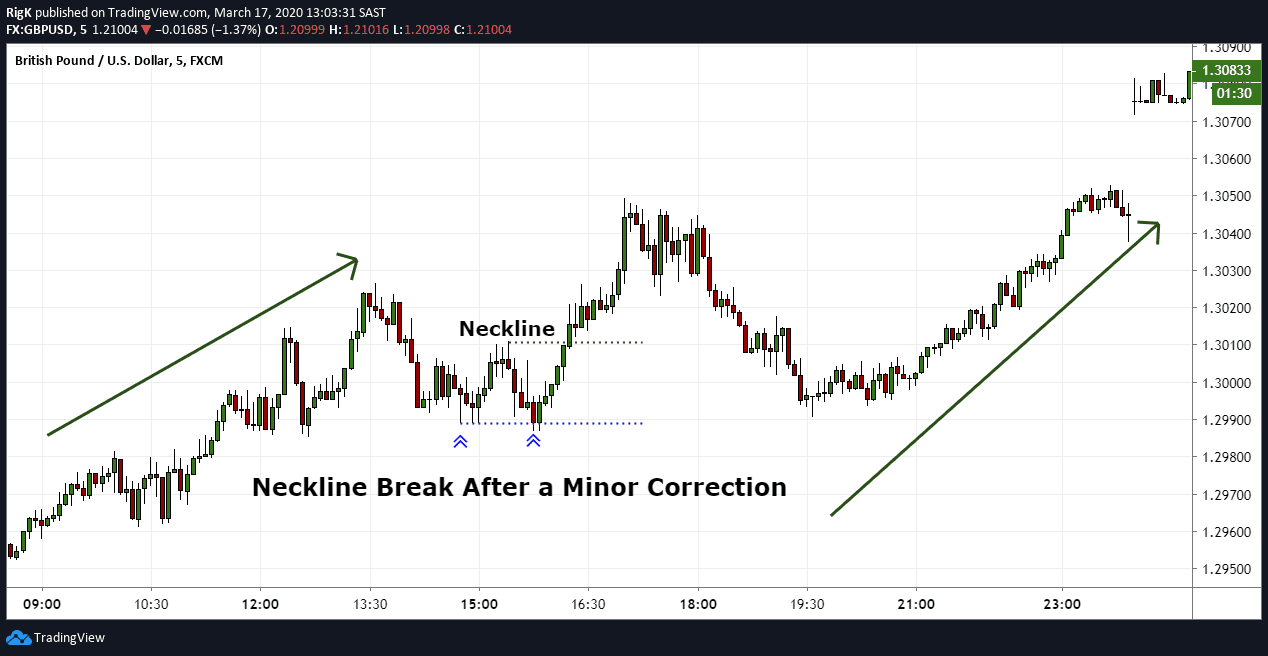 RigK published on TradingView.com, March 17, 2020 13:03:31 SAST
FX:GBPUSD, 5 1.21004 ▼ −0.01685 (−1.37%) O:1.20999 H:1.21016 L:1.20998 C:1.21004
British Pound / U.S. Dollar, 5, FXCM
1.30900
1.30833
01:30
1.30700
1.30600
1.30500
1.30400
1.30300
1.30200
1.30100
1.30000
1.29900
1.29800
1.29700
1.29600
1.29500
Neckline
Neckline Break After a Minor Correction
09:00 10:30 12:00 13:30 15:00 16:30 18:00 19:30 21:00 23:00
TradingView